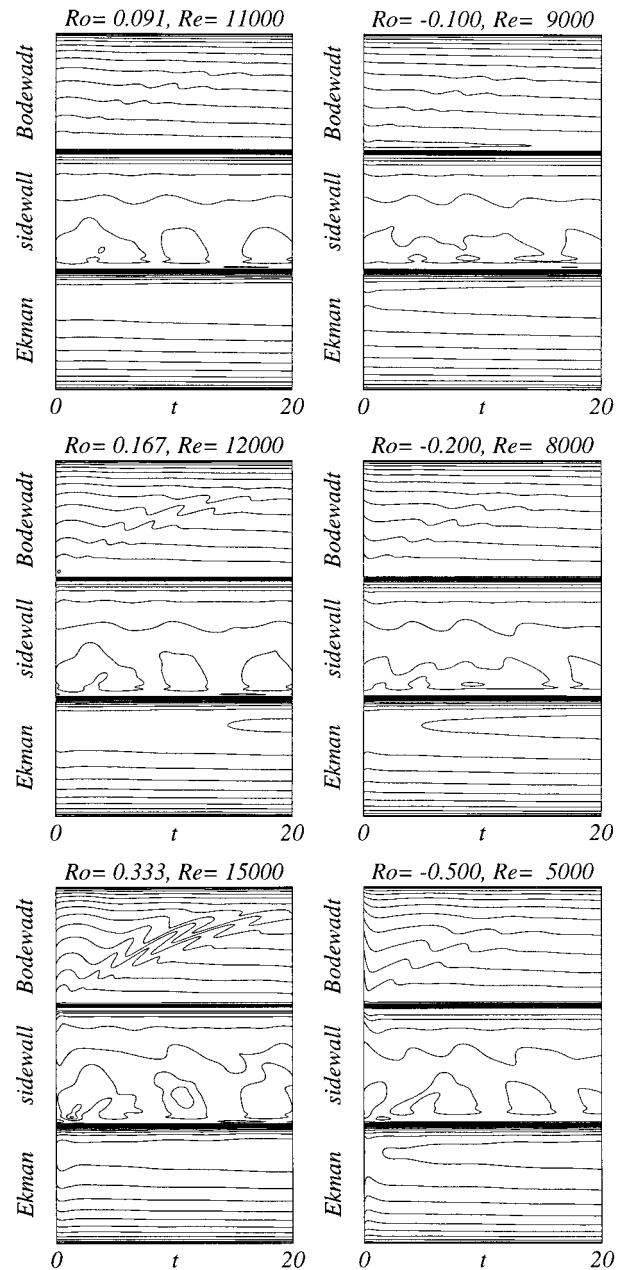 Ro= 0.091, Re= 11000
Bodewadt
sidewall
Ekman
0 t 20
Ro= -0.100, Re= 9000
Bodewadt
sidewall
Ekman
0 t 20
Ro= 0.167, Re= 12000
Bodewadt
sidewall
Ekman
0 t 20
Ro= -0.200, Re= 8000
Bodewadt
sidewall
Ekman
0 t 20
Ro= 0.333, Re= 15000
Bodewadt
sidewall
Ekman
0 t 20
Ro= -0.500, Re= 5000
Bodewadt
sidewall
Ekman
0 t 20